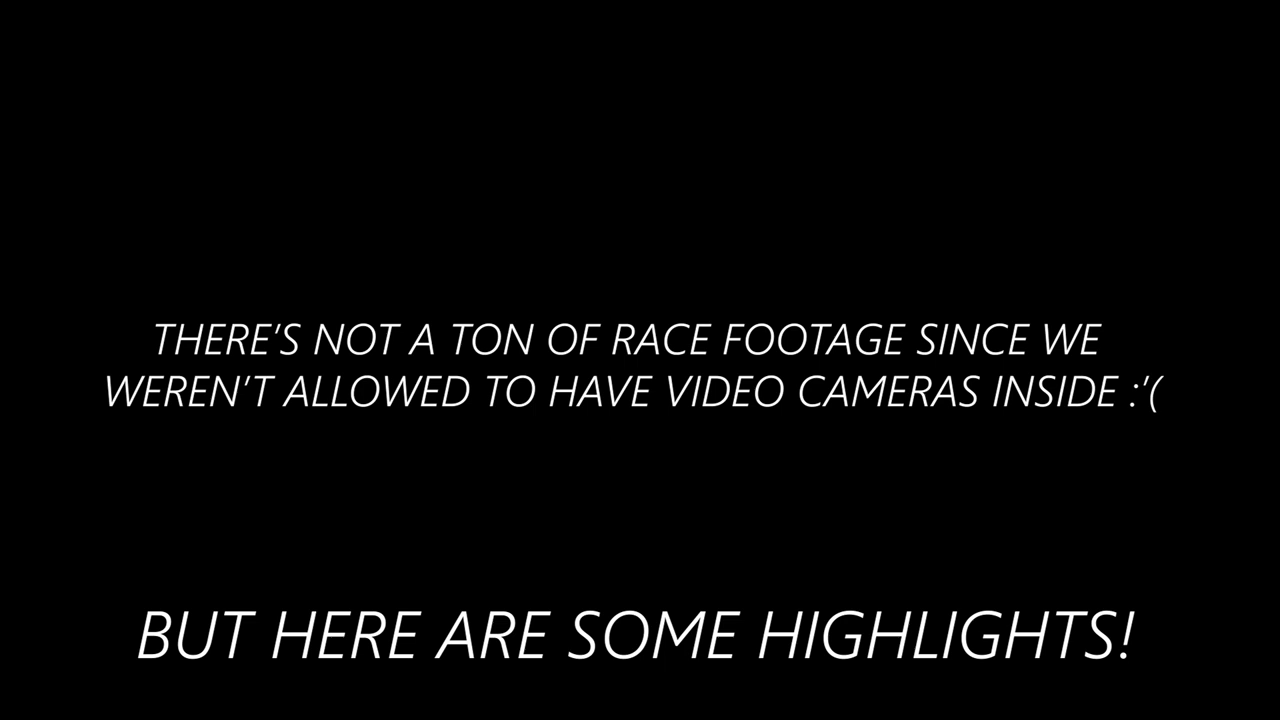 THERE'S NOT A TON OF RACE FOOTAGE SINCE WE
WEREN'T ALLOWED TO HAVE VIDEO CAMERAS INSIDE :'(
BUT HERE ARE SOME HIGHLIGHTS!